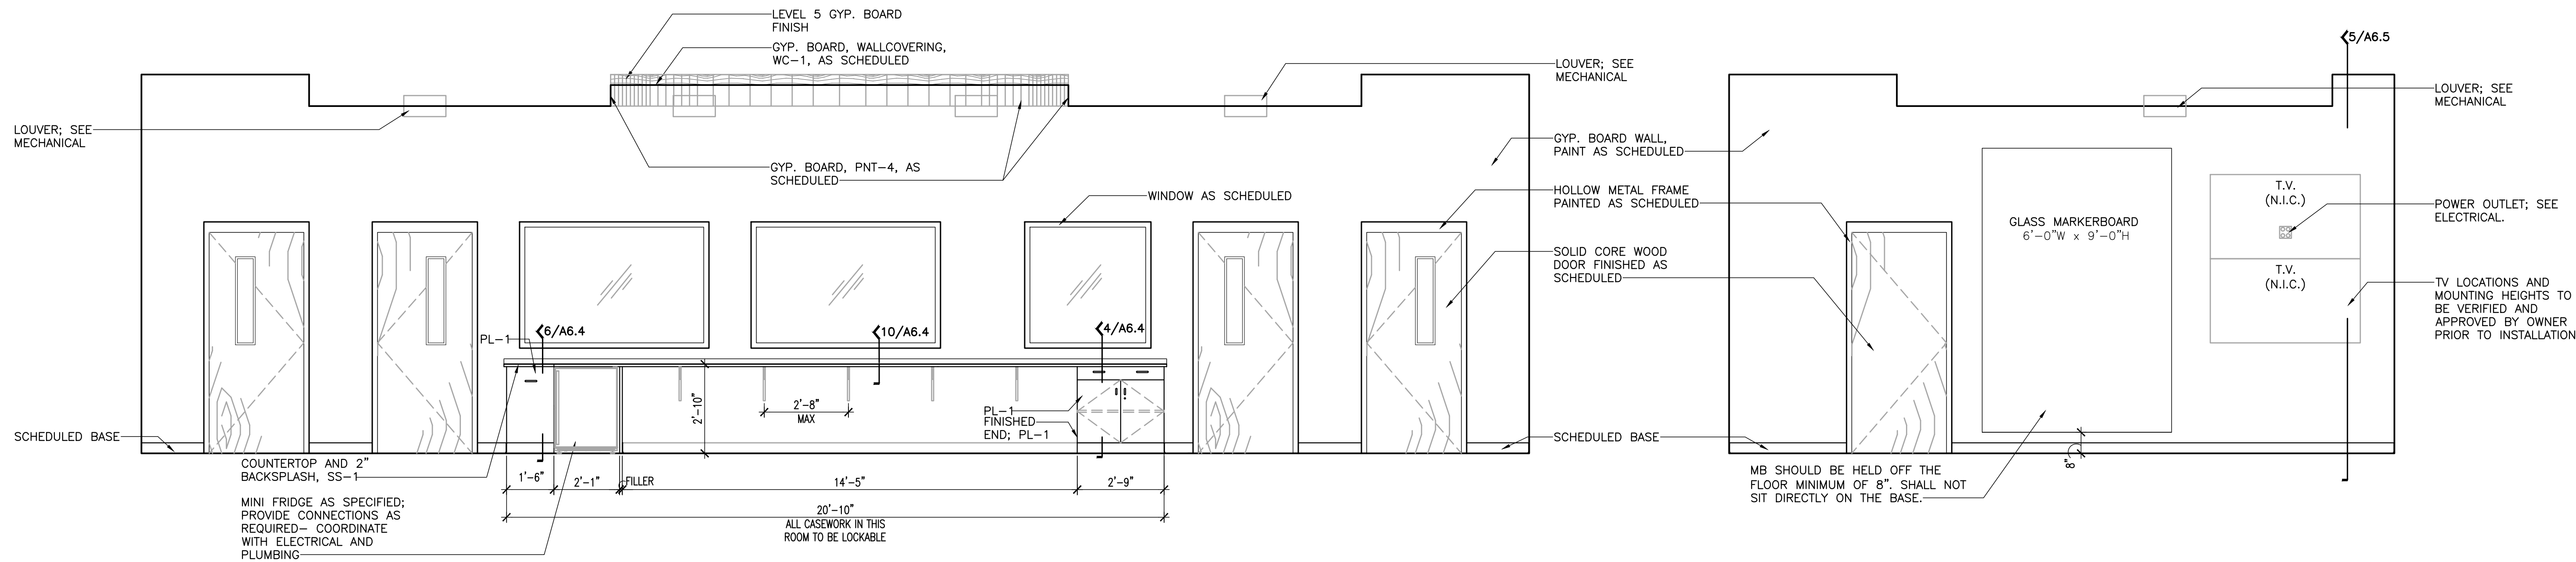 LEVEL 5 GYP. BOARD
FINISH
GYP. BOARD, WALLCOVERING,
WC-1, AS SCHEDULED
LOUVER; SEE
MECHANICAL
LOUVER; SEE
MECHANICAL
GYP. BOARD, PNT-4, AS
SCHEDULED
GYP. BOARD WALL,
PAINT AS SCHEDULED
WINDOW AS SCHEDULED
HOLLOW METAL FRAME
PAINTED AS SCHEDULED
SOLID CORE WOOD
DOOR FINISHED AS
SCHEDULED
PL-1
6/A6.4
10/A6.4
4/A6.4
2'-10"
2'-8"
MAX
PL-1
FINISHED
END; PL-1
SCHEDULED BASE
SCHEDULED BASE
COUNTERTOP AND 2"
BACKSPLASH, SS-1
MINI FRIDGE AS SPECIFIED;
PROVIDE CONNECTIONS AS
REQUIRED- COORDINATE
WITH ELECTRICAL AND
PLUMBING
1'-6"
2'-1"
FILLER
14'-5"
2'-9"
20'-10"
ALL CASEWORK IN THIS
ROOM TO BE LOCKABLE
5/A6.5
LOUVER; SEE
MECHANICAL
GLASS MARKERBOARD
6'-0"W x 9'-0"H
T.V.
(N.I.C.)
T.V.
(N.I.C.)
POWER OUTLET; SEE
ELECTRICAL.
TV LOCATIONS AND
MOUNTING HEIGHTS TO
BE VERIFIED AND
APPROVED BY OWNER
PRIOR TO INSTALLATION
MB SHOULD BE HELD OFF THE
FLOOR MINIMUM OF 8". SHALL NOT
SIT DIRECTLY ON THE BASE.
8"